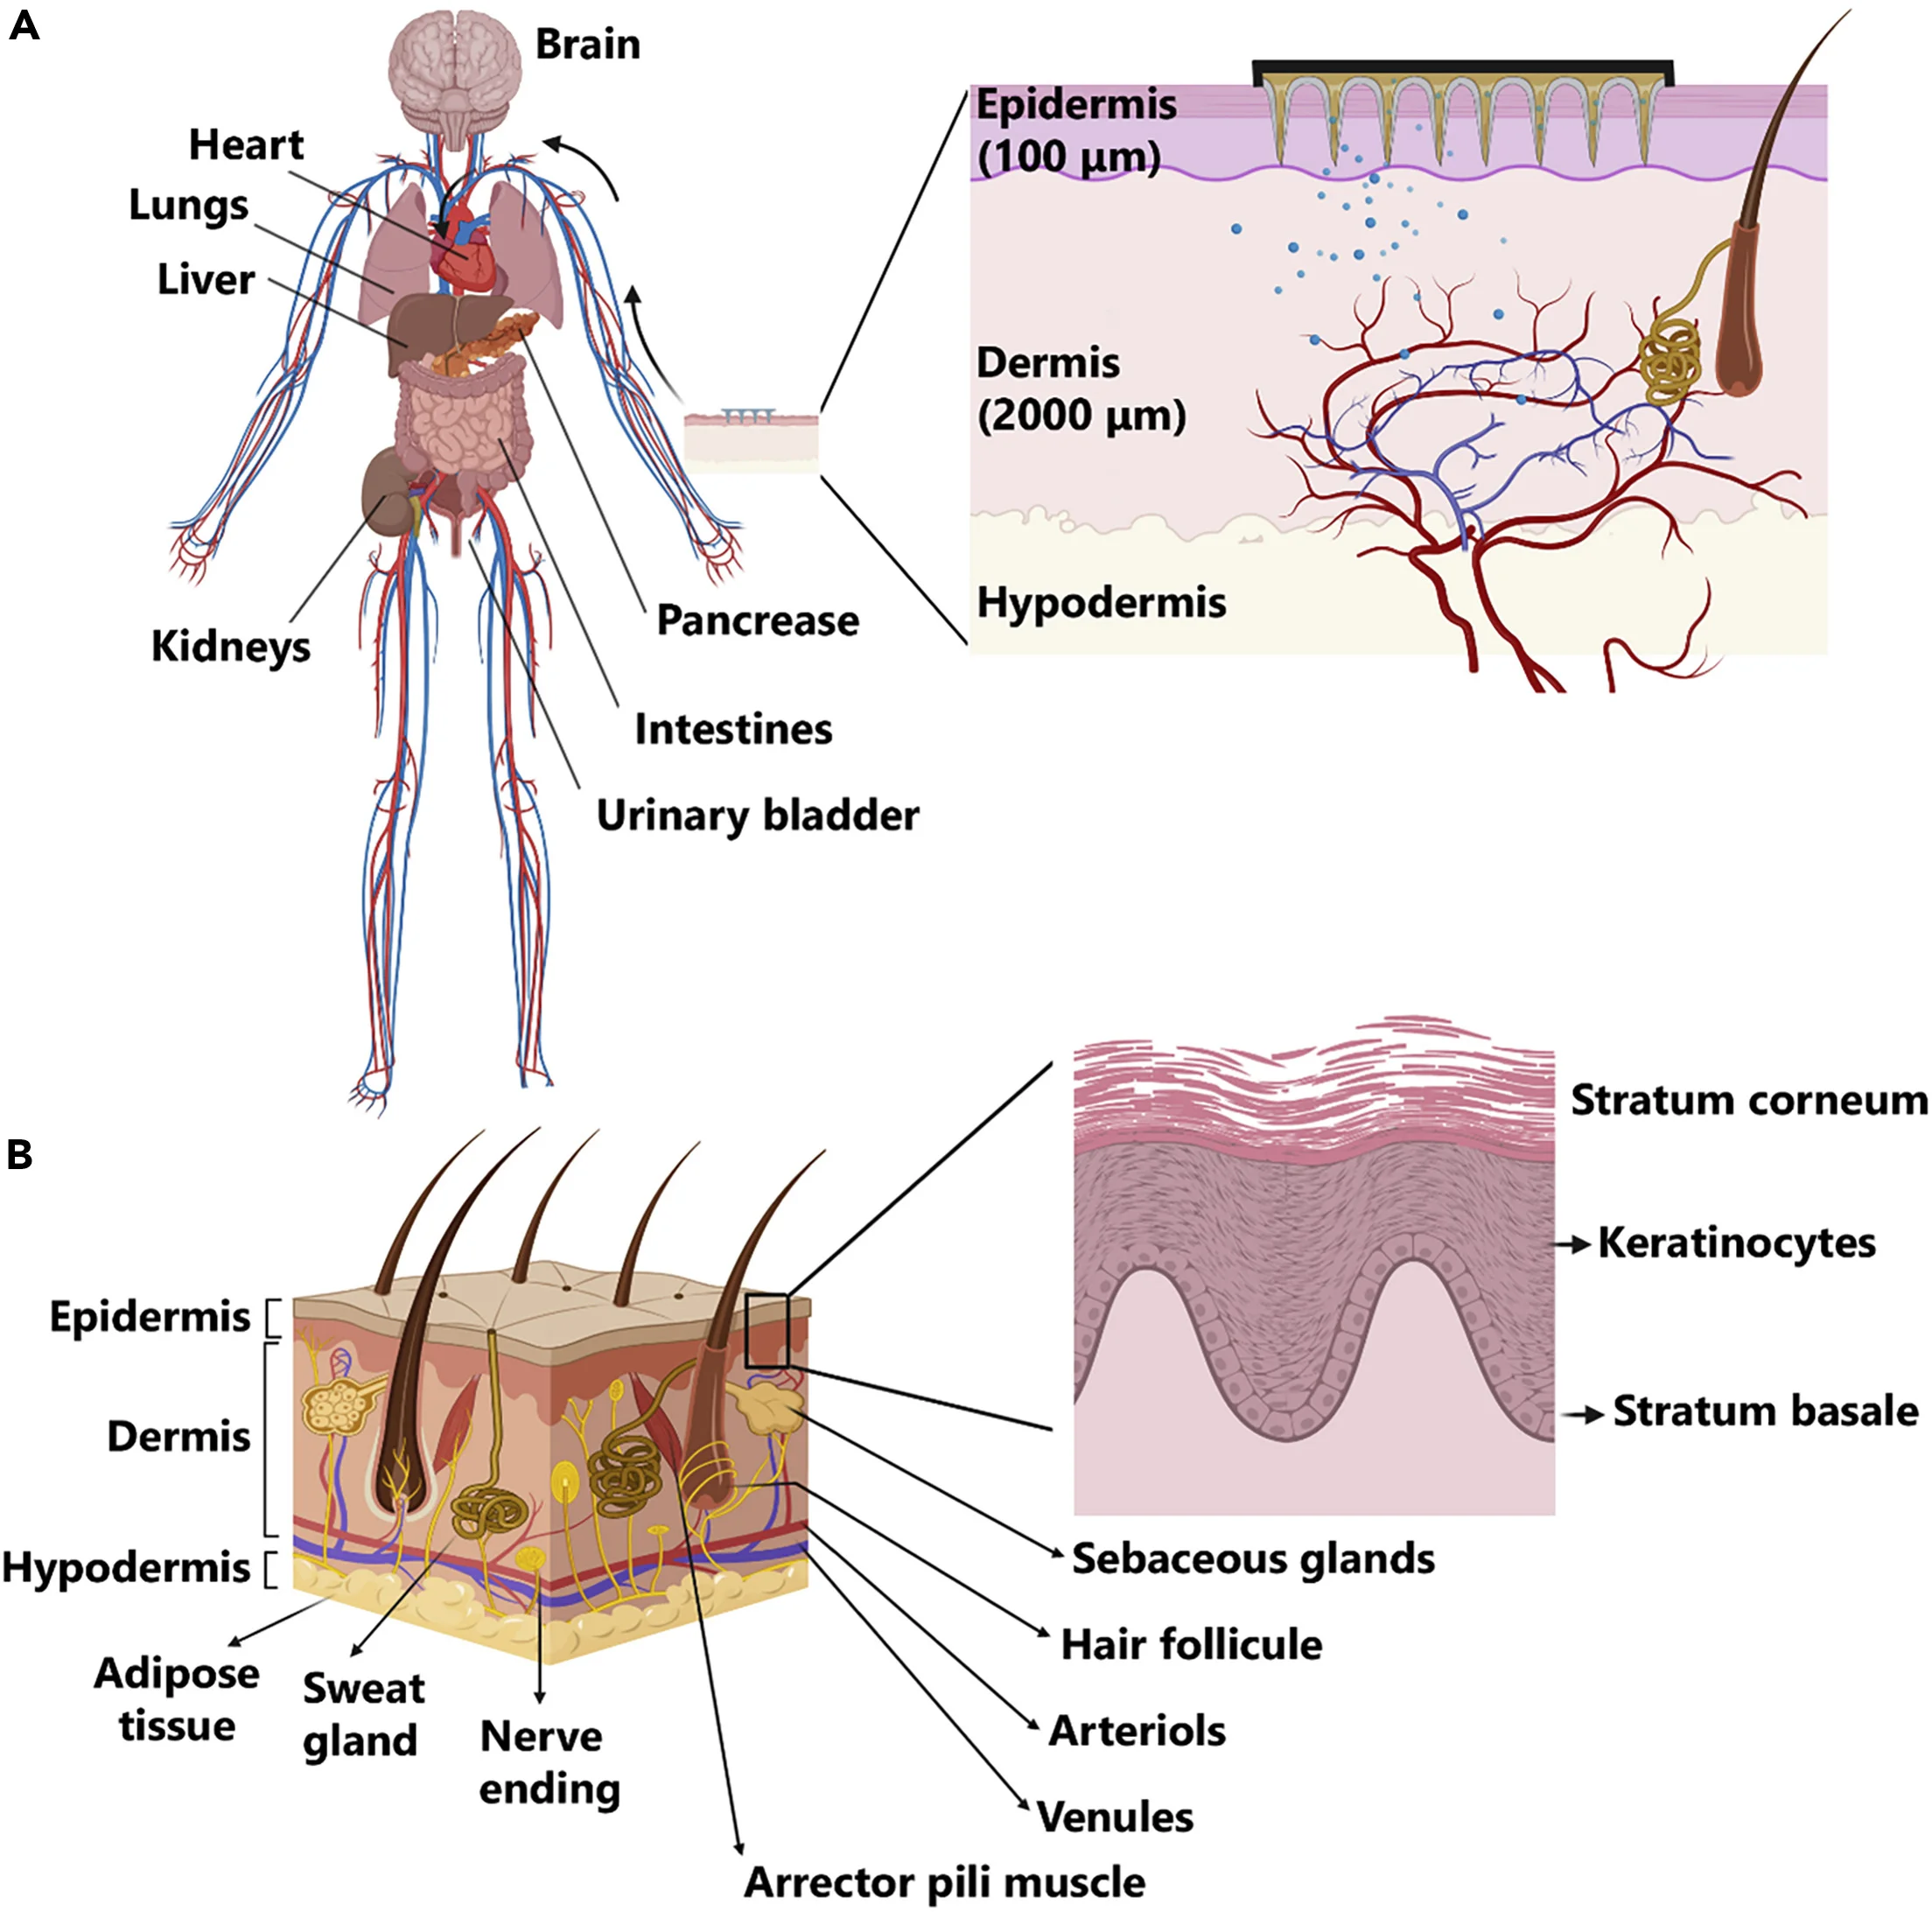 A
Brain
Heart
Lungs
Liver
Kidneys
Pancrease
Intestines
Urinary bladder
Epidermis
(100 µm)
Dermis
(2000 µm)
Hypodermis
B
Epidermis
Dermis
Hypodermis
Adipose
tissue
Sweat
gland
Nerve
ending
Stratum corneum
Keratinocytes
Stratum basale
Sebaceous glands
Hair follicule
Arteriols
Venules
Arrector pili muscle